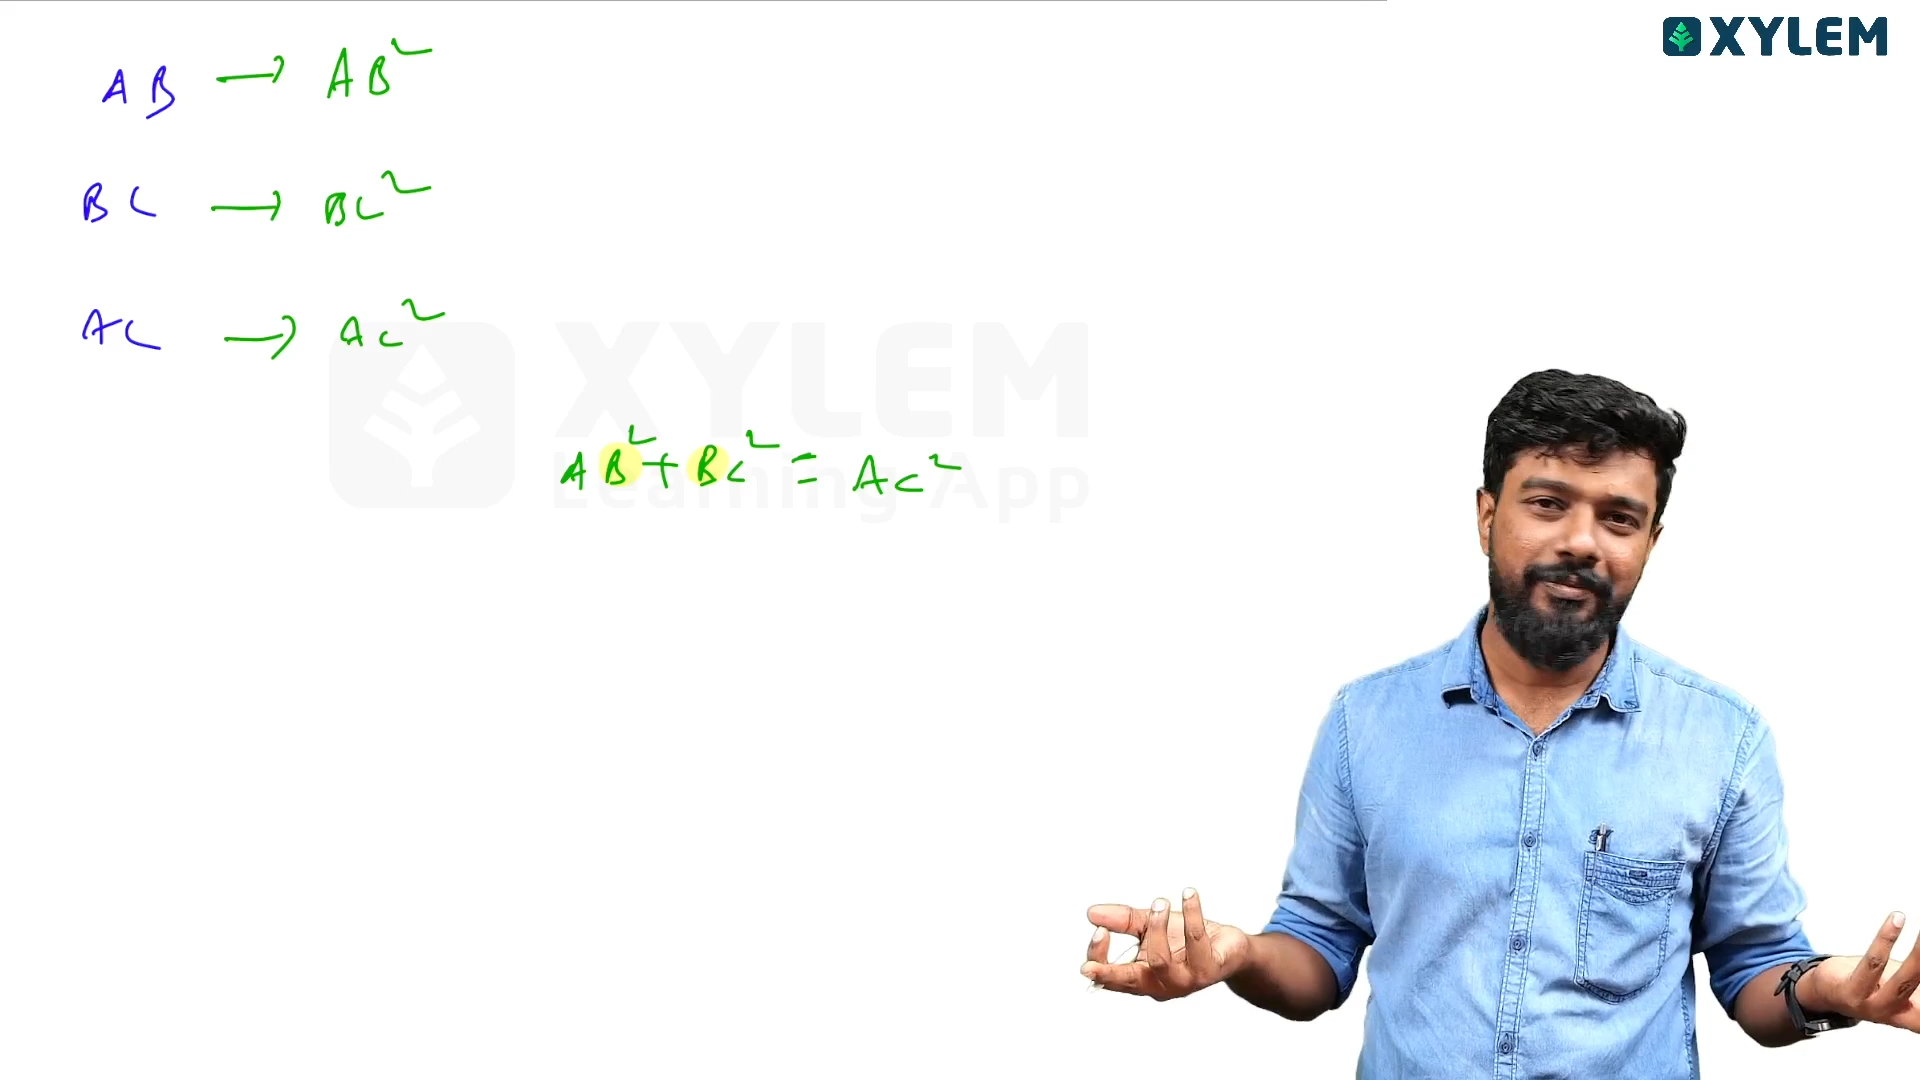 XYLEM
AB → AB²
BC → BC²
AC → AC²
XYLEM
Learning App
AB² + BC² = AC²